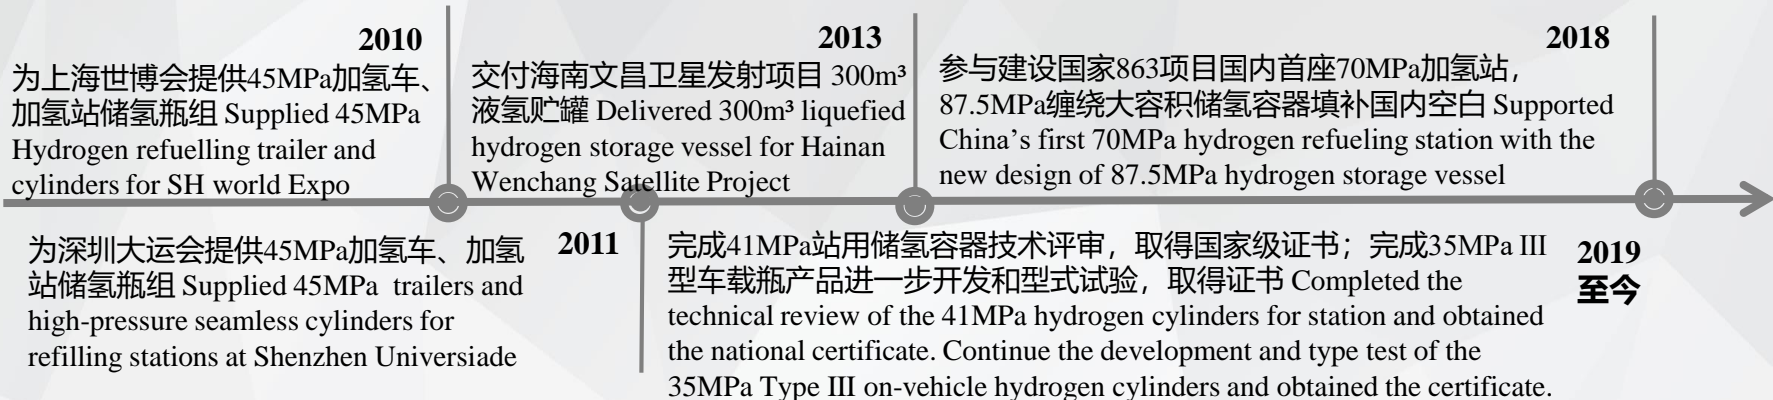 2010
为上海世博会提供45MPa加氢车、
加氢站储氢瓶组 Supplied 45MPa
Hydrogen refuelling trailer and
cylinders for SH world Expo
2013
交付海南文昌卫星发射项目 300m³
液氢贮罐 Delivered 300m³ liquefied
hydrogen storage vessel for Hainan
Wenchang Satellite Project
2018
参与建设国家863项目国内首座70MPa加氢站，
87.5MPa缠绕大容积储氢容器填补国内空白 Supported
China’s first 70MPa hydrogen refueling station with the
new design of 87.5MPa hydrogen storage vessel
2011
为深圳大运会提供45MPa加氢车、加氢
站储氢瓶组 Supplied 45MPa trailers and
high-pressure seamless cylinders for
refilling stations at Shenzhen Universiade
2019
至今
完成41MPa站用储氢容器技术评审，取得国家级证书；完成35MPa III
型车载瓶产品进一步开发和型式试验，取得证书 Completed the
technical review of the 41MPa hydrogen cylinders for station and obtained
the national certificate. Continue the development and type test of the
35MPa Type III on-vehicle hydrogen cylinders and obtained the certificate.